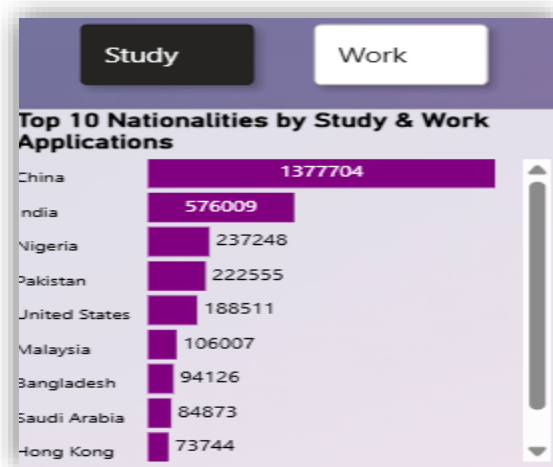 Study
Work
Top 10 Nationalities by Study & Work
Applications
China 1377704
India 576009
Nigeria 237248
Pakistan 222555
United States 188511
Malaysia 106007
Bangladesh 94126
Saudi Arabia 84873
Hong Kong 73744